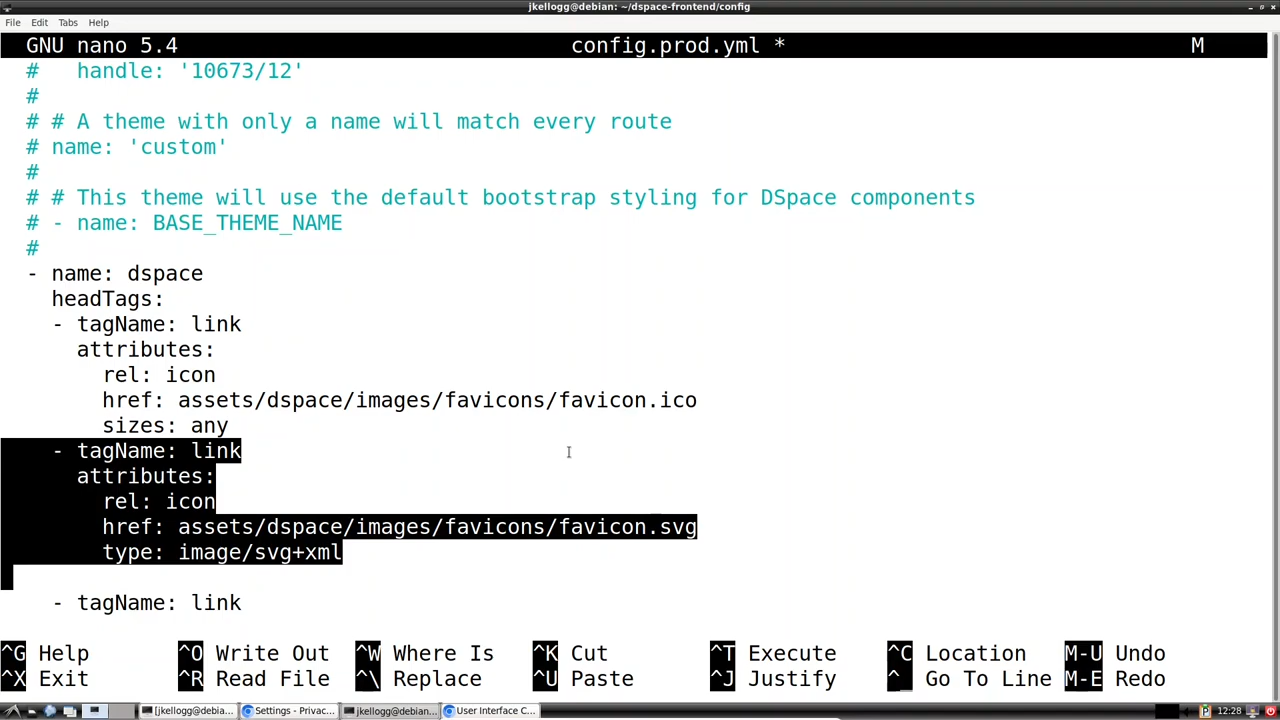 jkellogg@debian: ~/dspace-frontend/config
File Edit Tabs Help
GNU nano 5.4 config.prod.yml * M
#   handle: '10673/12'
#
# # A theme with only a name will match every route
# name: 'custom'
#
# # This theme will use the default bootstrap styling for DSpace components
# - name: BASE_THEME_NAME
#
- name: dspace
headTags:
- tagName: link
attributes:
rel: icon
href: assets/dspace/images/favicons/favicon.ico
sizes: any
- tagName: link
attributes:
rel: icon
href: assets/dspace/images/favicons/favicon.svg
type: image/svg+xml
- tagName: link
^G Help ^O Write Out ^W Where Is ^K Cut ^T Execute ^C Location M-U Undo
^X Exit ^R Read File ^\ Replace ^U Paste ^J Justify ^_ Go To Line M-E Redo
[jkellogg@debia... Settings - Privac... jkellogg@debian... User Interface C... 12:28